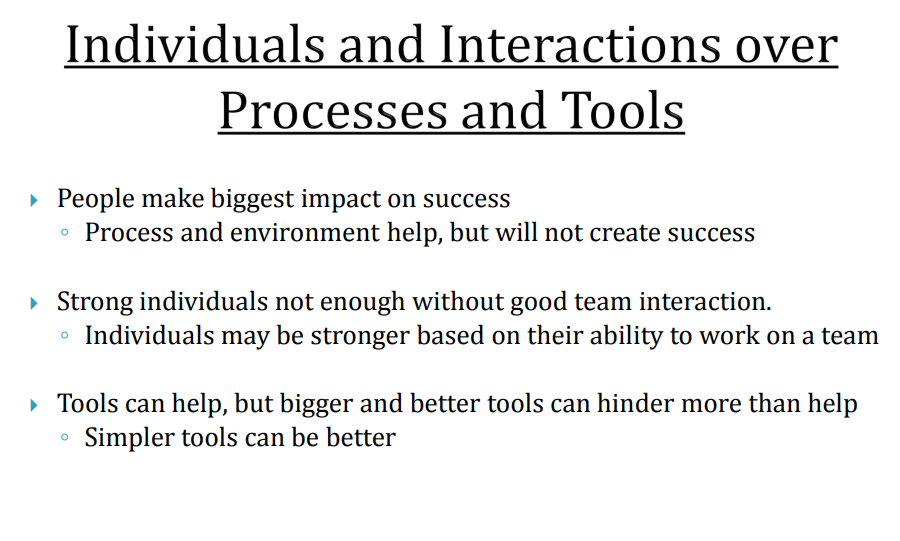 Individuals and Interactions over
Processes and Tools
People make biggest impact on success
Process and environment help, but will not create success
Strong individuals not enough without good team interaction.
Individuals may be stronger based on their ability to work on a team
Tools can help, but bigger and better tools can hinder more than help
Simpler tools can be better